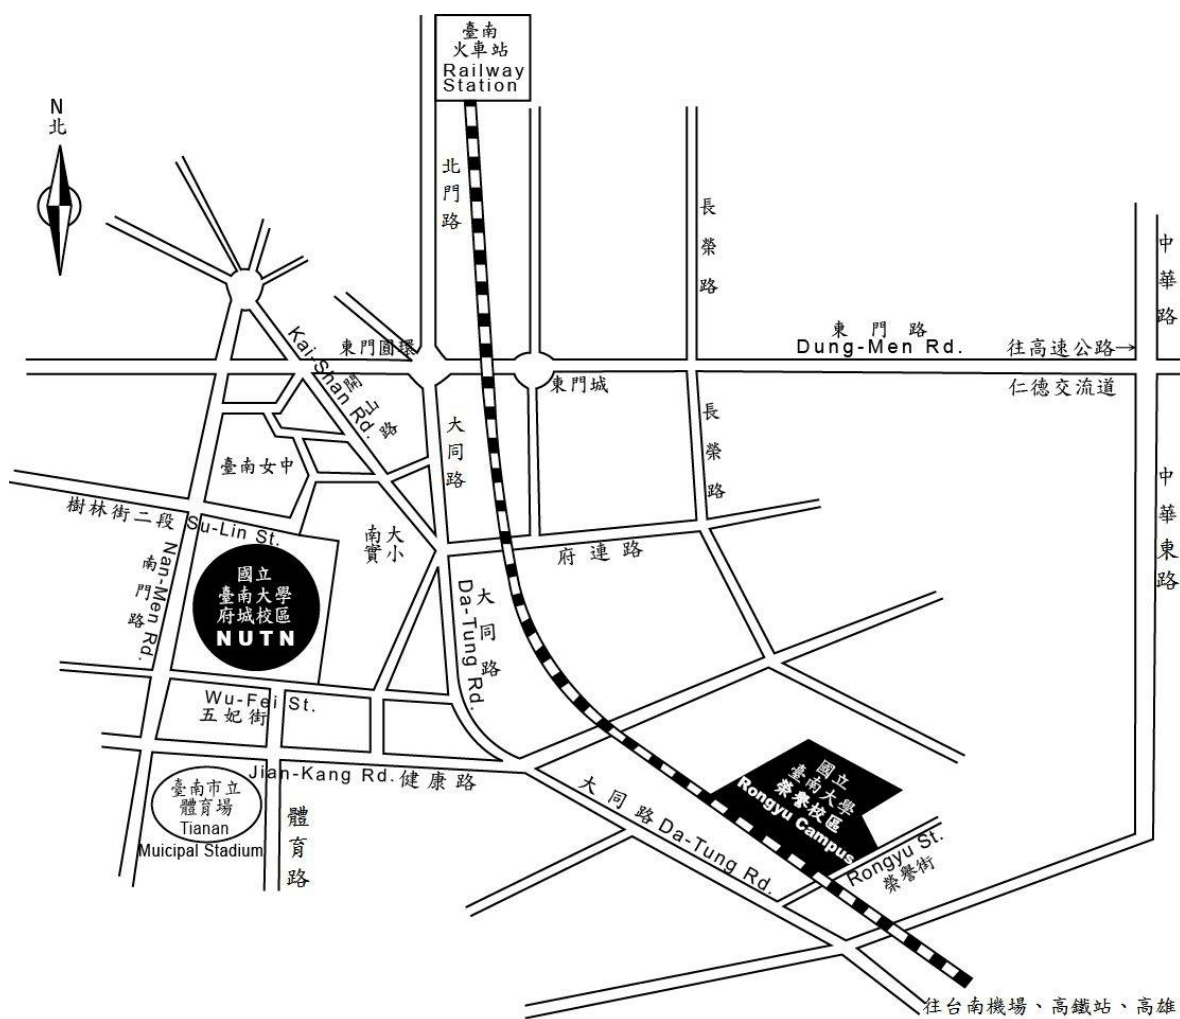 臺南
火車站
Railway
Station
N
北
北門路
長榮路
中華路
東門路
Dung-Men Rd.
往高速公路→
仁德交流道
東門圓環
東門城
Kai-Shan Rd.
開山路
大同路
長榮路
中華東路
臺南女中
樹林街二段 Su-Lin St.
南大
實小
府連路
Nan-Men Rd.
南門路
國立
臺南大學
府城校區
NUTN
大同路
Da-Tung Rd.
Wu-Fei St.
五妃街
Jian-Kang Rd. 健康路
臺南市立
體育場
Tianan
Muicipal Stadium
體育路
大同路 Da-Tung Rd.
國立
臺南大學
榮譽校區
Rongyu Campus
Rongyu St.
榮譽街
往台南機場、高鐵站、高雄